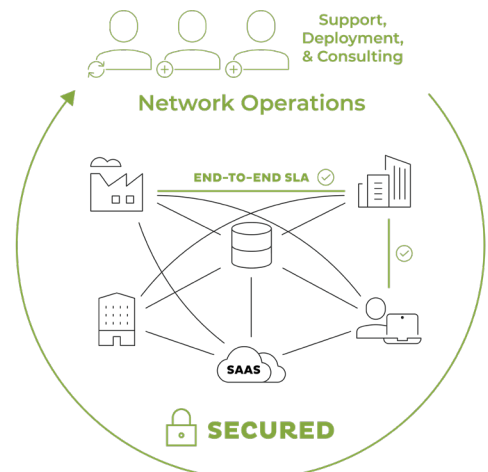 Support,
Deployment,
& Consulting
Network Operations
END-TO-END SLA
SAAS
SECURED